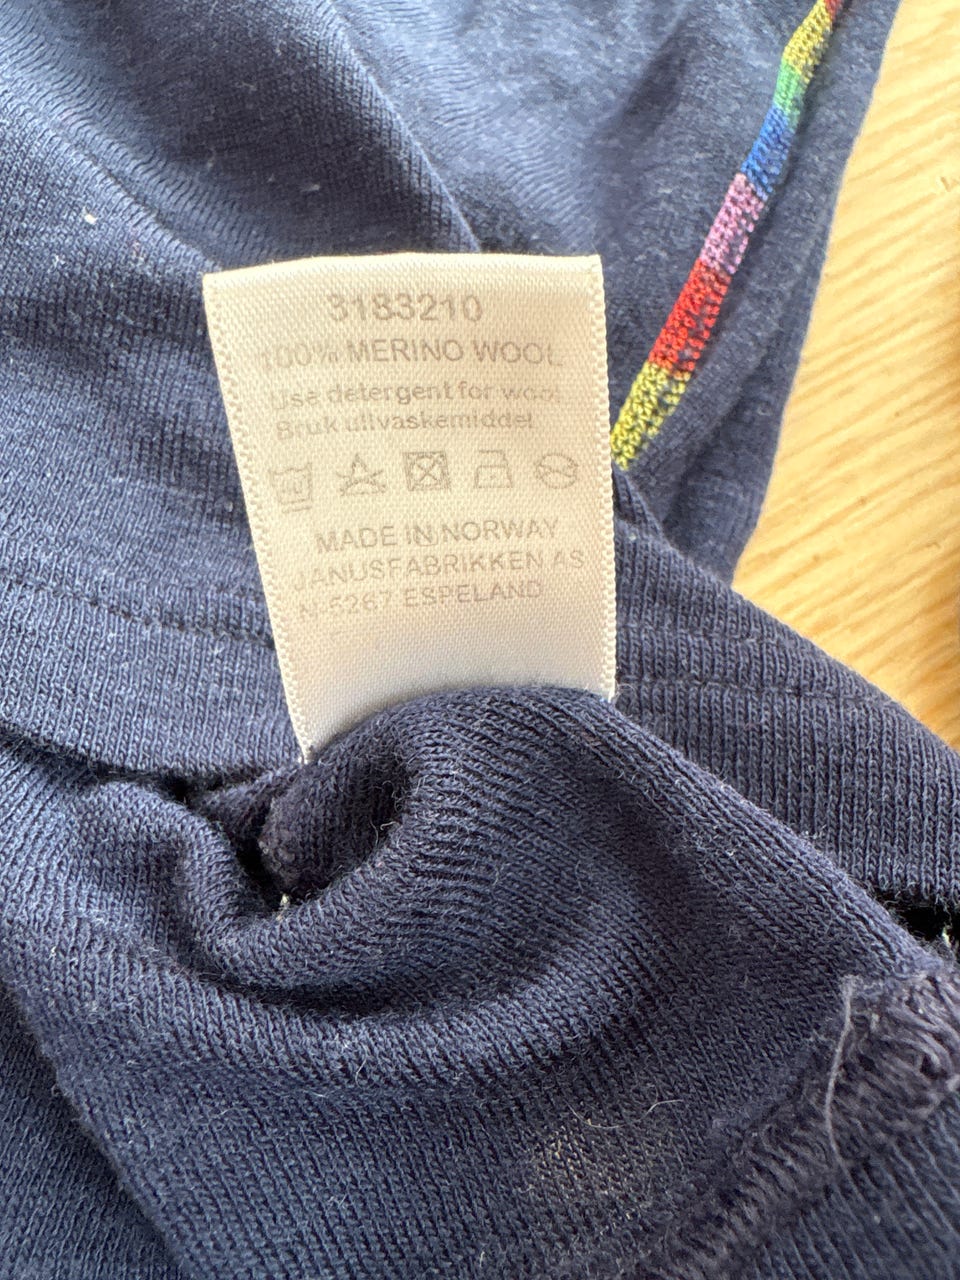 3183210
100% MERINO WOOL
Use detergent for wool
Bruk ullvaskemiddel
MADE IN NORWAY
JANUSFABRIKKEN AS
N-5267 ESPELAND